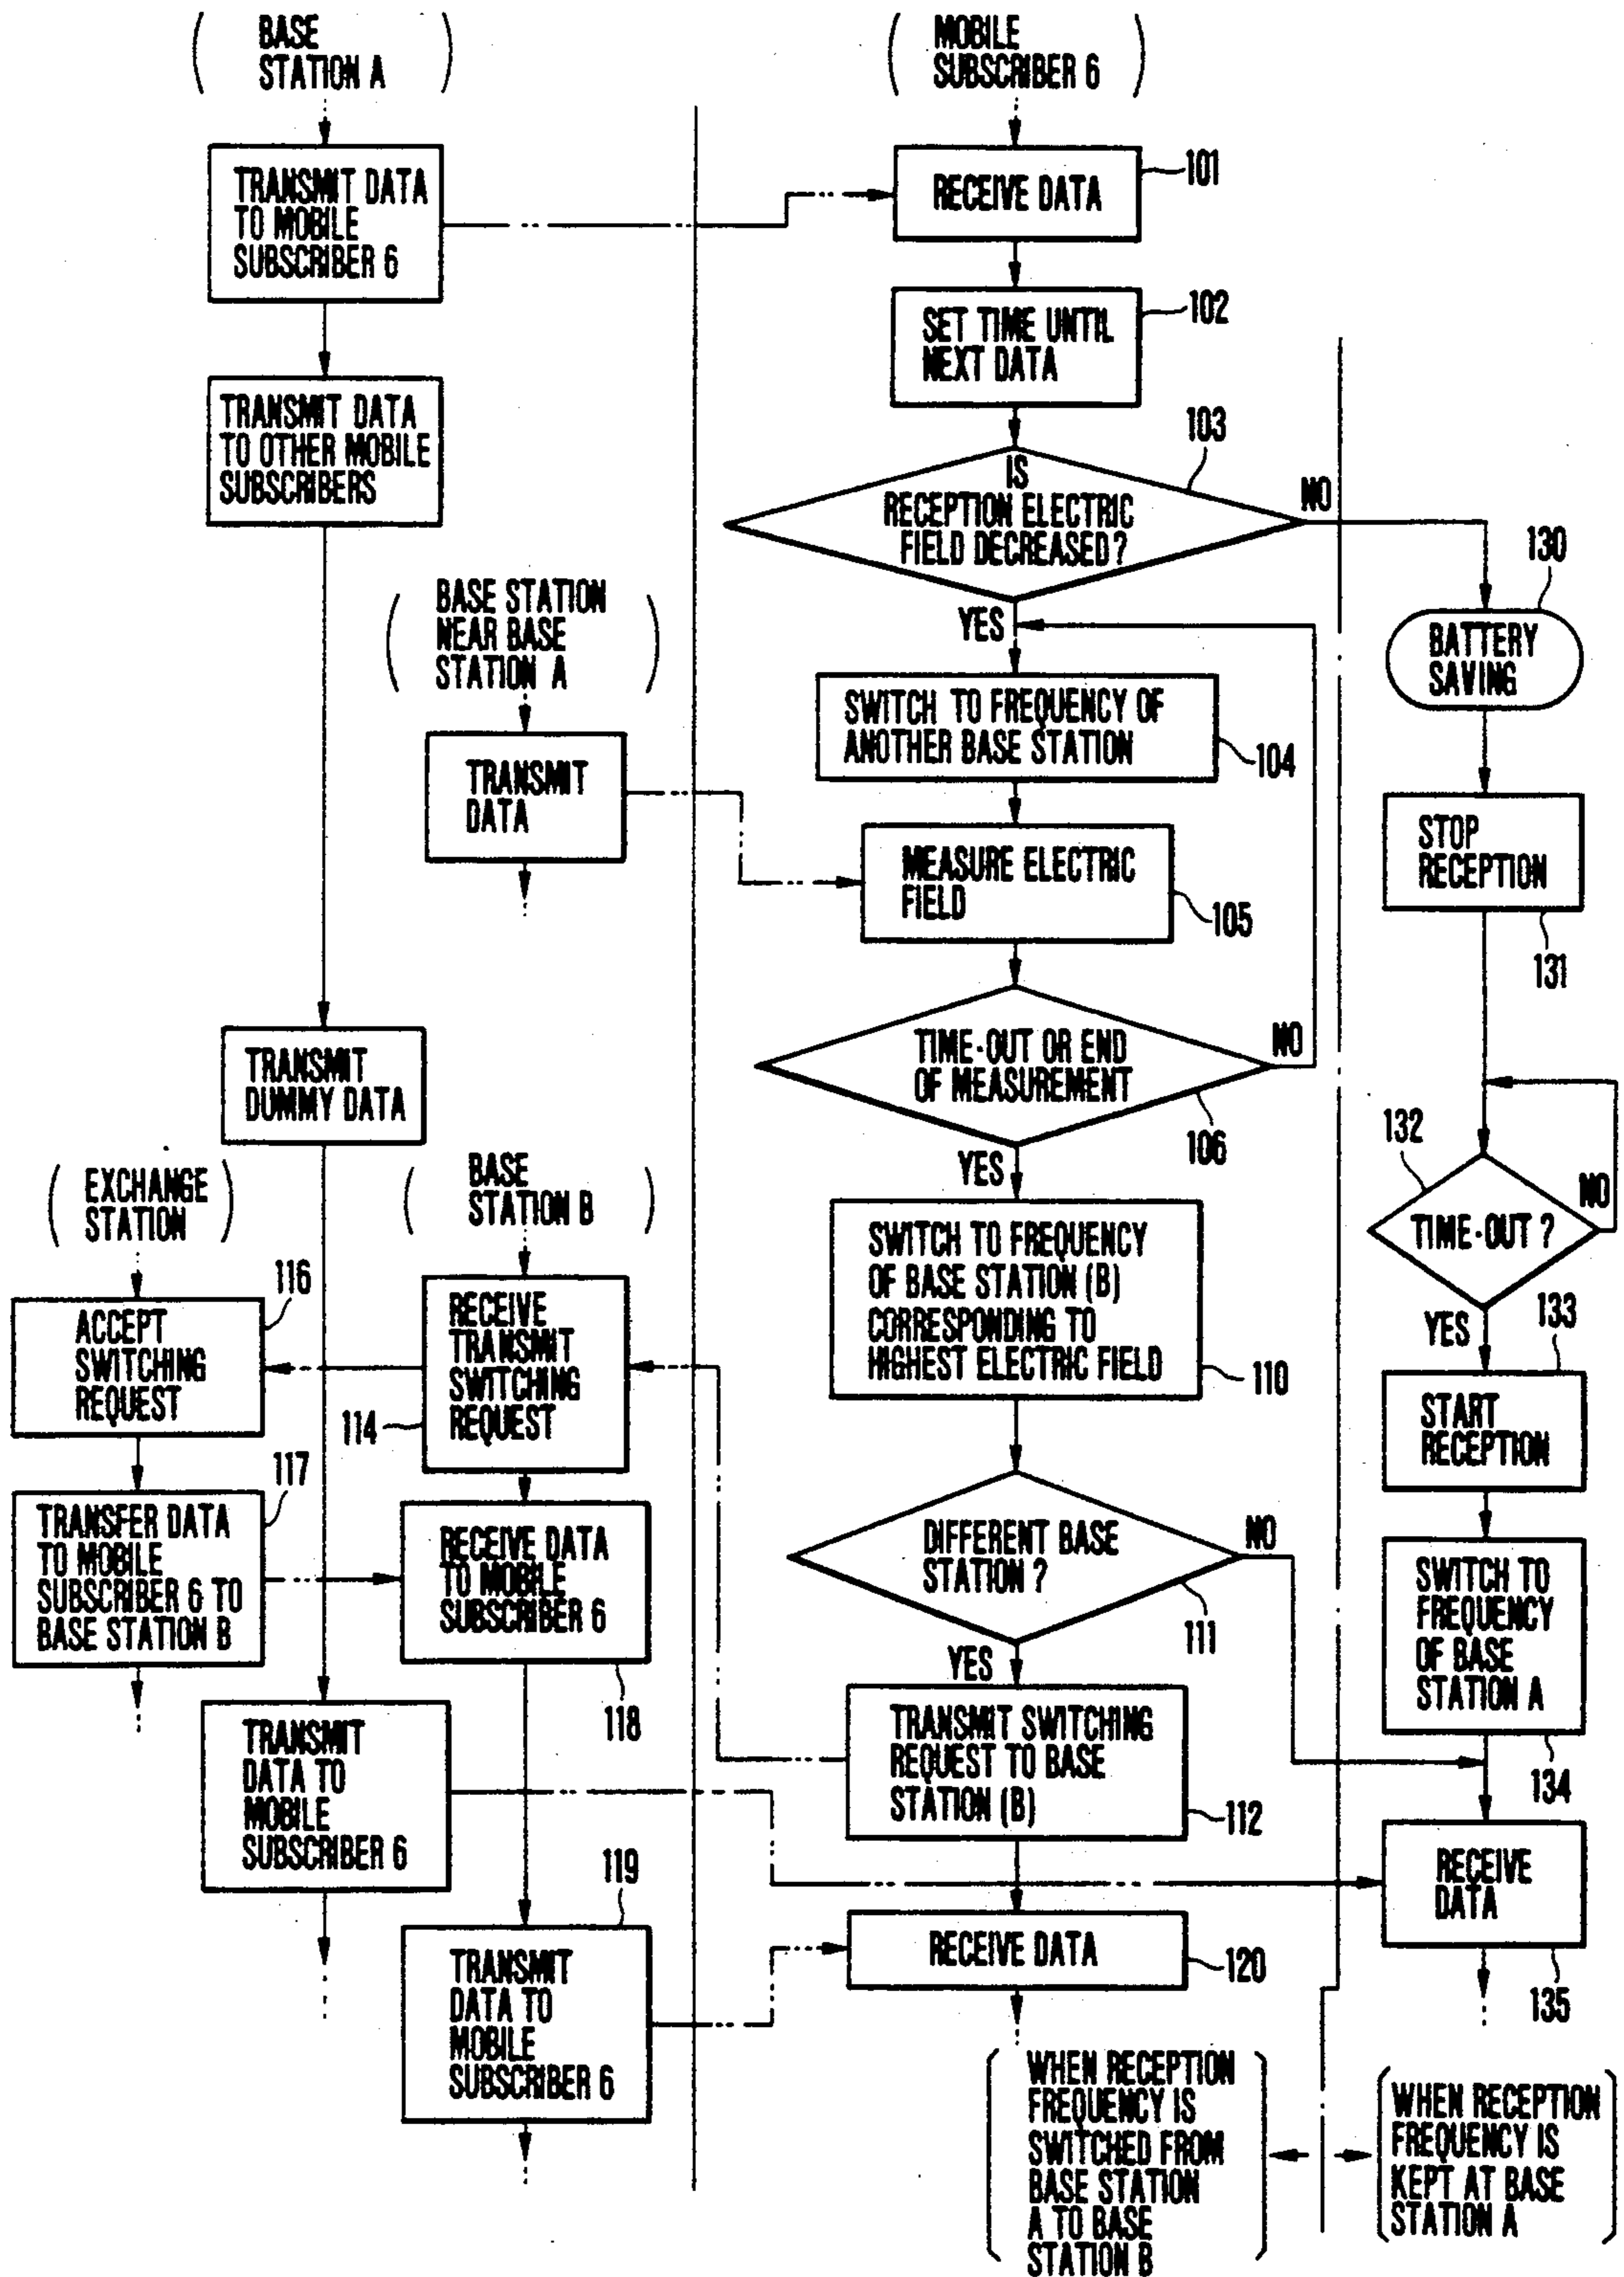 BASE
STATION A
TRANSMIT DATA
TO MOBILE
SUBSCRIBER 6
TRANSMIT DATA
TO OTHER MOBILE
SUBSCRIBERS
BASE STATION
NEAR BASE
STATION A
TRANSMIT
DATA
TRANSMIT
DUMMY DATA
EXCHANGE
STATION
116
ACCEPT
SWITCHING
REQUEST
117
TRANSFER DATA
TO MOBILE
SUBSCRIBER 6 TO
BASE STATION B
BASE
STATION B
RECEIVE
TRANSMIT
SWITCHING
REQUEST
114
RECEIVE DATA
TO MOBILE
SUBSCRIBER 6
118
TRANSMIT
DATA TO
MOBILE
SUBSCRIBER 6
119
TRANSMIT
DATA TO
MOBILE
SUBSCRIBER 6
MOBILE
SUBSCRIBER 6
RECEIVE DATA
101
SET TIME UNTIL
NEXT DATA
102
103
IS
RECEPTION ELECTRIC
FIELD DECREASED?
NO
YES
SWITCH TO FREQUENCY OF
ANOTHER BASE STATION
104
MEASURE ELECTRIC
FIELD
105
TIME-OUT OR END
OF MEASUREMENT
NO
106
YES
SWITCH TO FREQUENCY
OF BASE STATION (B)
CORRESPONDING TO
HIGHEST ELECTRIC FIELD
110
DIFFERENT BASE
STATION ?
NO
111
YES
TRANSMIT SWITCHING
REQUEST TO BASE
STATION (B)
112
RECEIVE DATA
120
WHEN RECEPTION
FREQUENCY IS
SWITCHED FROM
BASE STATION
A TO BASE
STATION B
130
BATTERY
SAVING
STOP
RECEPTION
131
132
TIME-OUT ?
NO
YES
133
START
RECEPTION
SWITCH TO
FREQUENCY
OF BASE
STATION A
134
RECEIVE
DATA
135
WHEN RECEPTION
FREQUENCY IS
KEPT AT BASE
STATION A